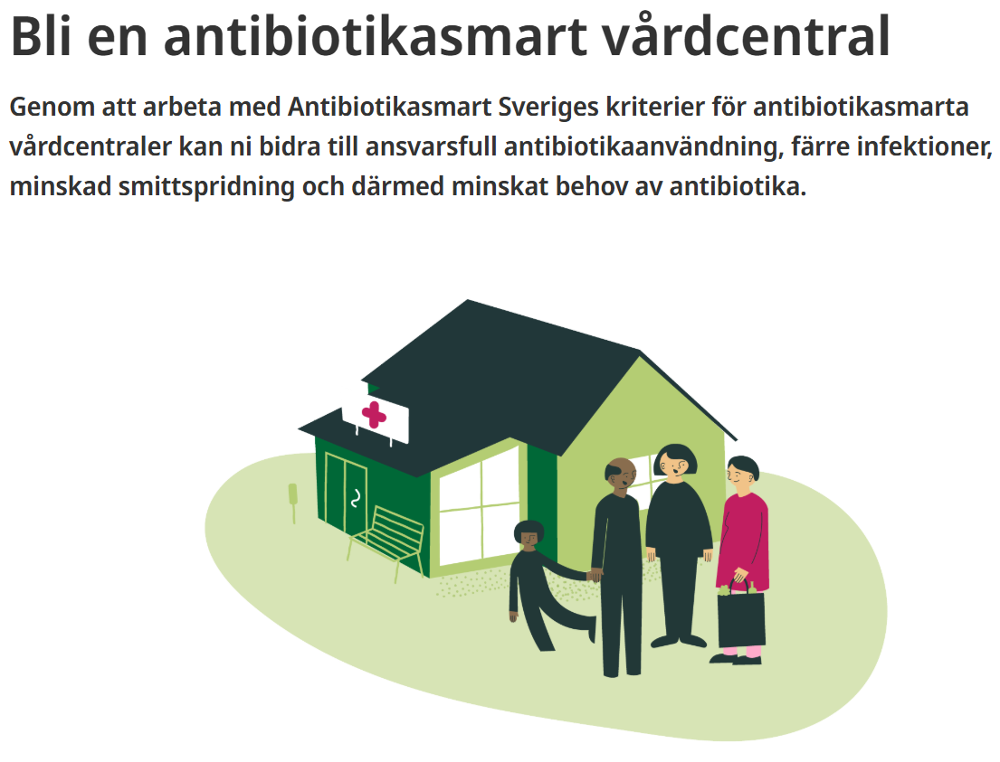 Bli en antibiotikasmart vårdcentral
Genom att arbeta med Antibiotikasmart Sveriges kriterier för antibiotikasmarta
vårdcentraler kan ni bidra till ansvarsfull antibiotikaanvändning, färre infektioner,
minskad smittspridning och därmed minskat behov av antibiotika.